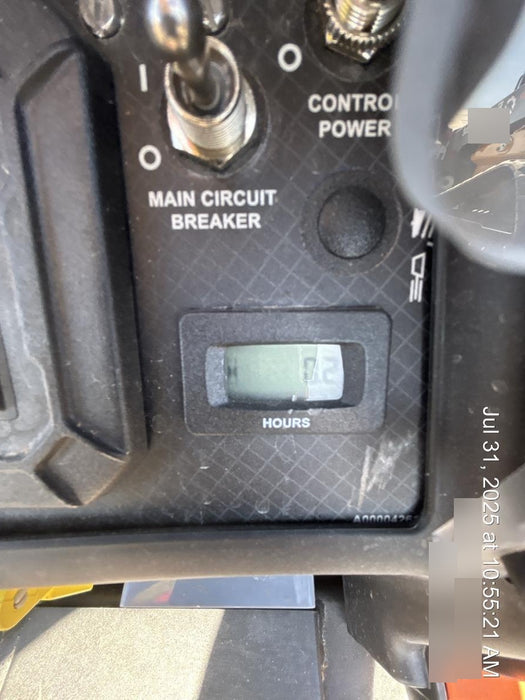 I
O
O
CONTROL
POWER
MAIN CIRCUIT
BREAKER
HOURS
Jul 31, 2025 at 10:55:21 AM